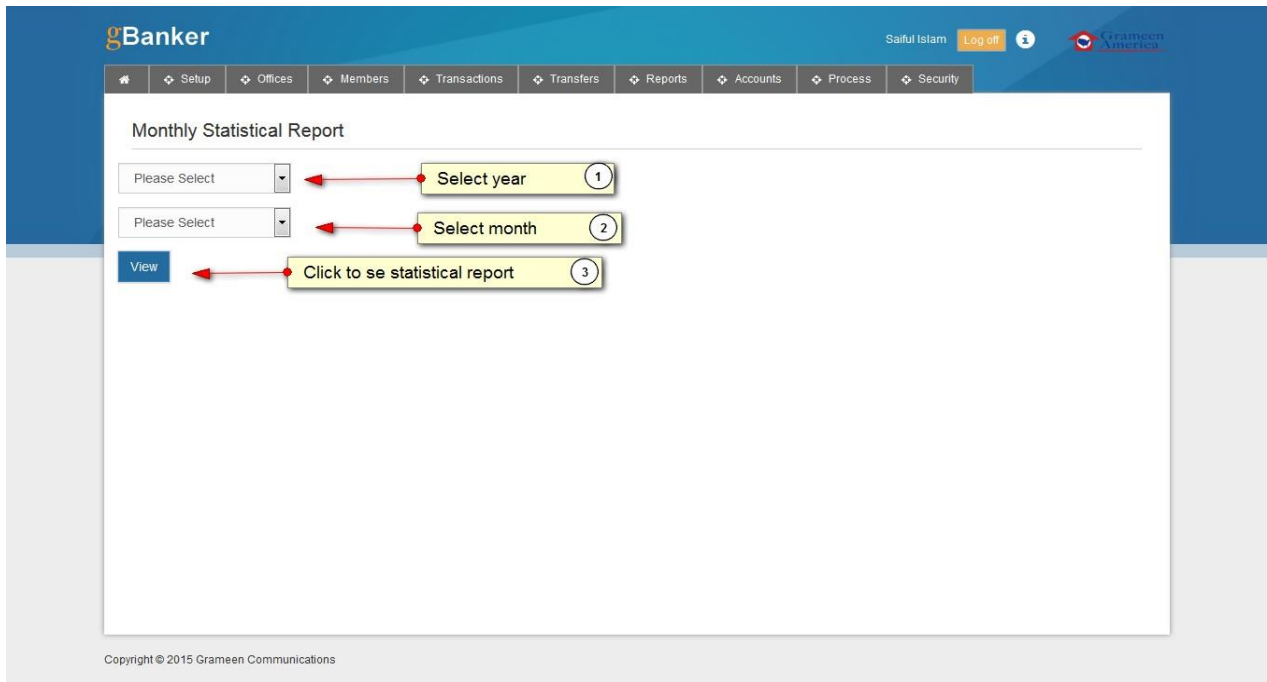 gBanker
Saiful Islam Log off i Grameen America
Setup Offices Members Transactions Transfers Reports Accounts Process Security
Monthly Statistical Report
Please Select Select year 1
Please Select Select month 2
View Click to se statistical report 3
Copyright © 2015 Grameen Communications